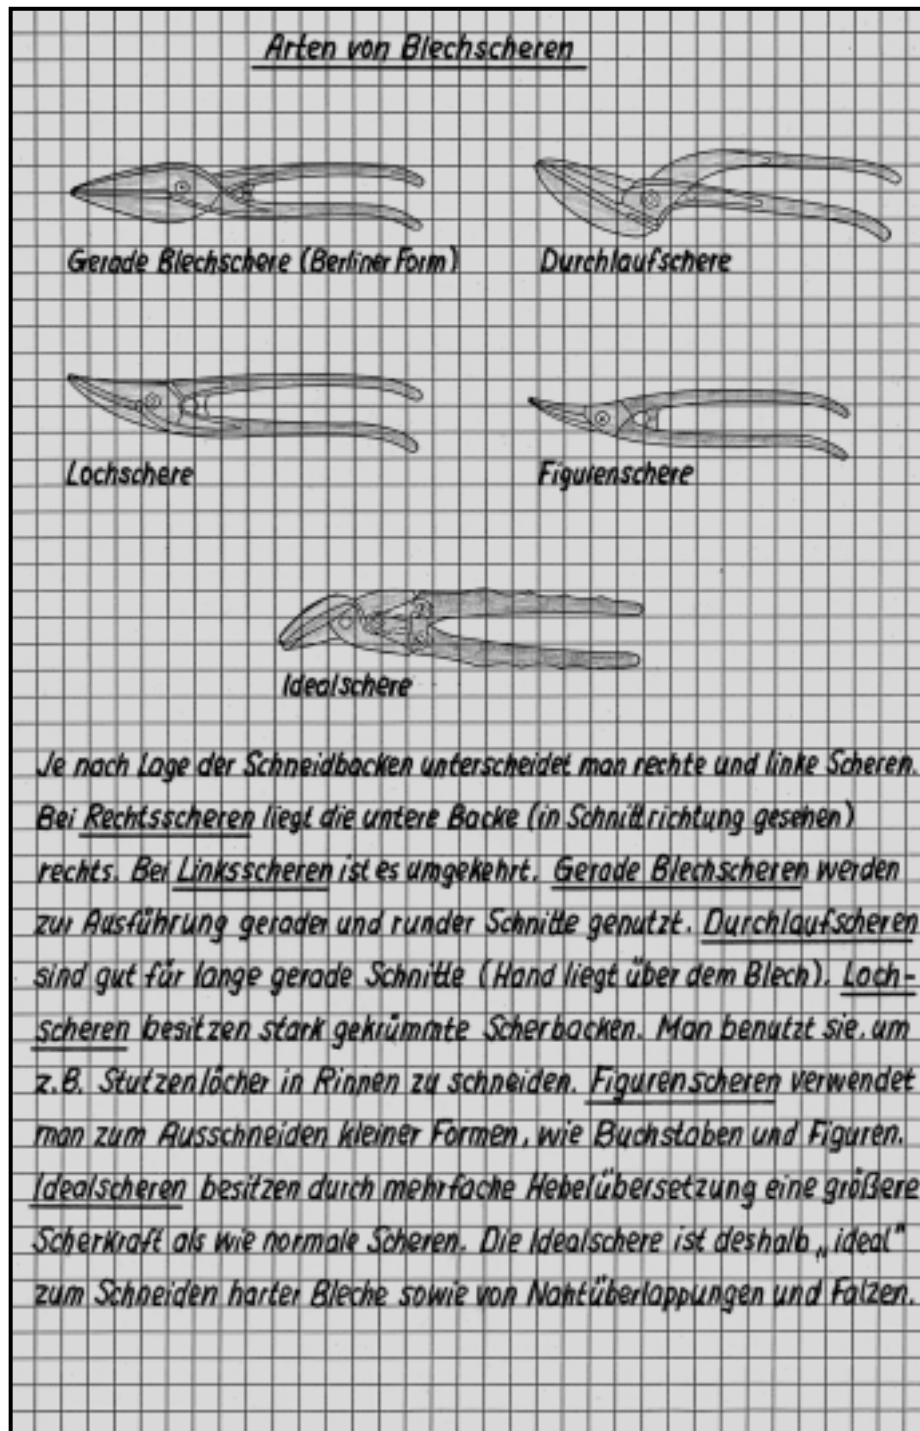 Arten von Blechscheren
Gerade Blechschere (Berliner Form)
Durchlaufschere
Lochschere
Figurenschere
Idealschere
Je nach Lage der Schneidbacken unterscheidet man rechte und linke Scheren.
Bei Rechtsscheren liegt die untere Backe (in Schnittrichtung gesehen)
rechts. Bei Linksscheren ist es umgekehrt. Gerade Blechscheren werden
zur Ausführung gerader und runder Schnitte genutzt. Durchlaufscheren
sind gut für lange gerade Schnitte (Hand liegt über dem Blech). Loch-
scheren besitzen stark gekrümmte Scherbacken. Man benutzt sie, um
z.B. Stutzenlöcher in Rinnen zu schneiden. Figurenscheren verwendet
man zum Ausschneiden kleiner Formen, wie Buchstaben und Figuren.
Idealscheren besitzen durch mehrfache Hebelübersetzung eine größere
Scherkraft als wie normale Scheren. Die Idealschere ist deshalb „ideal"
zum Schneiden harter Bleche sowie von Nahtüberlappungen und Falzen.